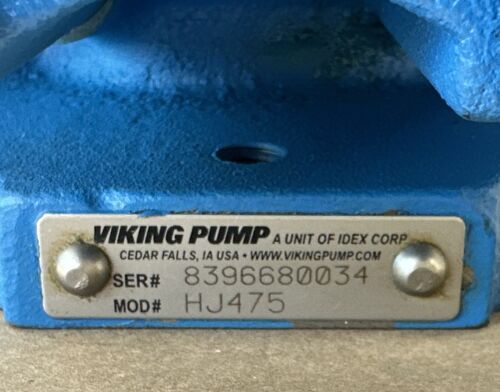 VIKING PUMP A UNIT OF IDEX CORP
CEDAR FALLS, IA USA • WWW.VIKINGPUMP.COM
SER# 8396680034
MOD# HJ475